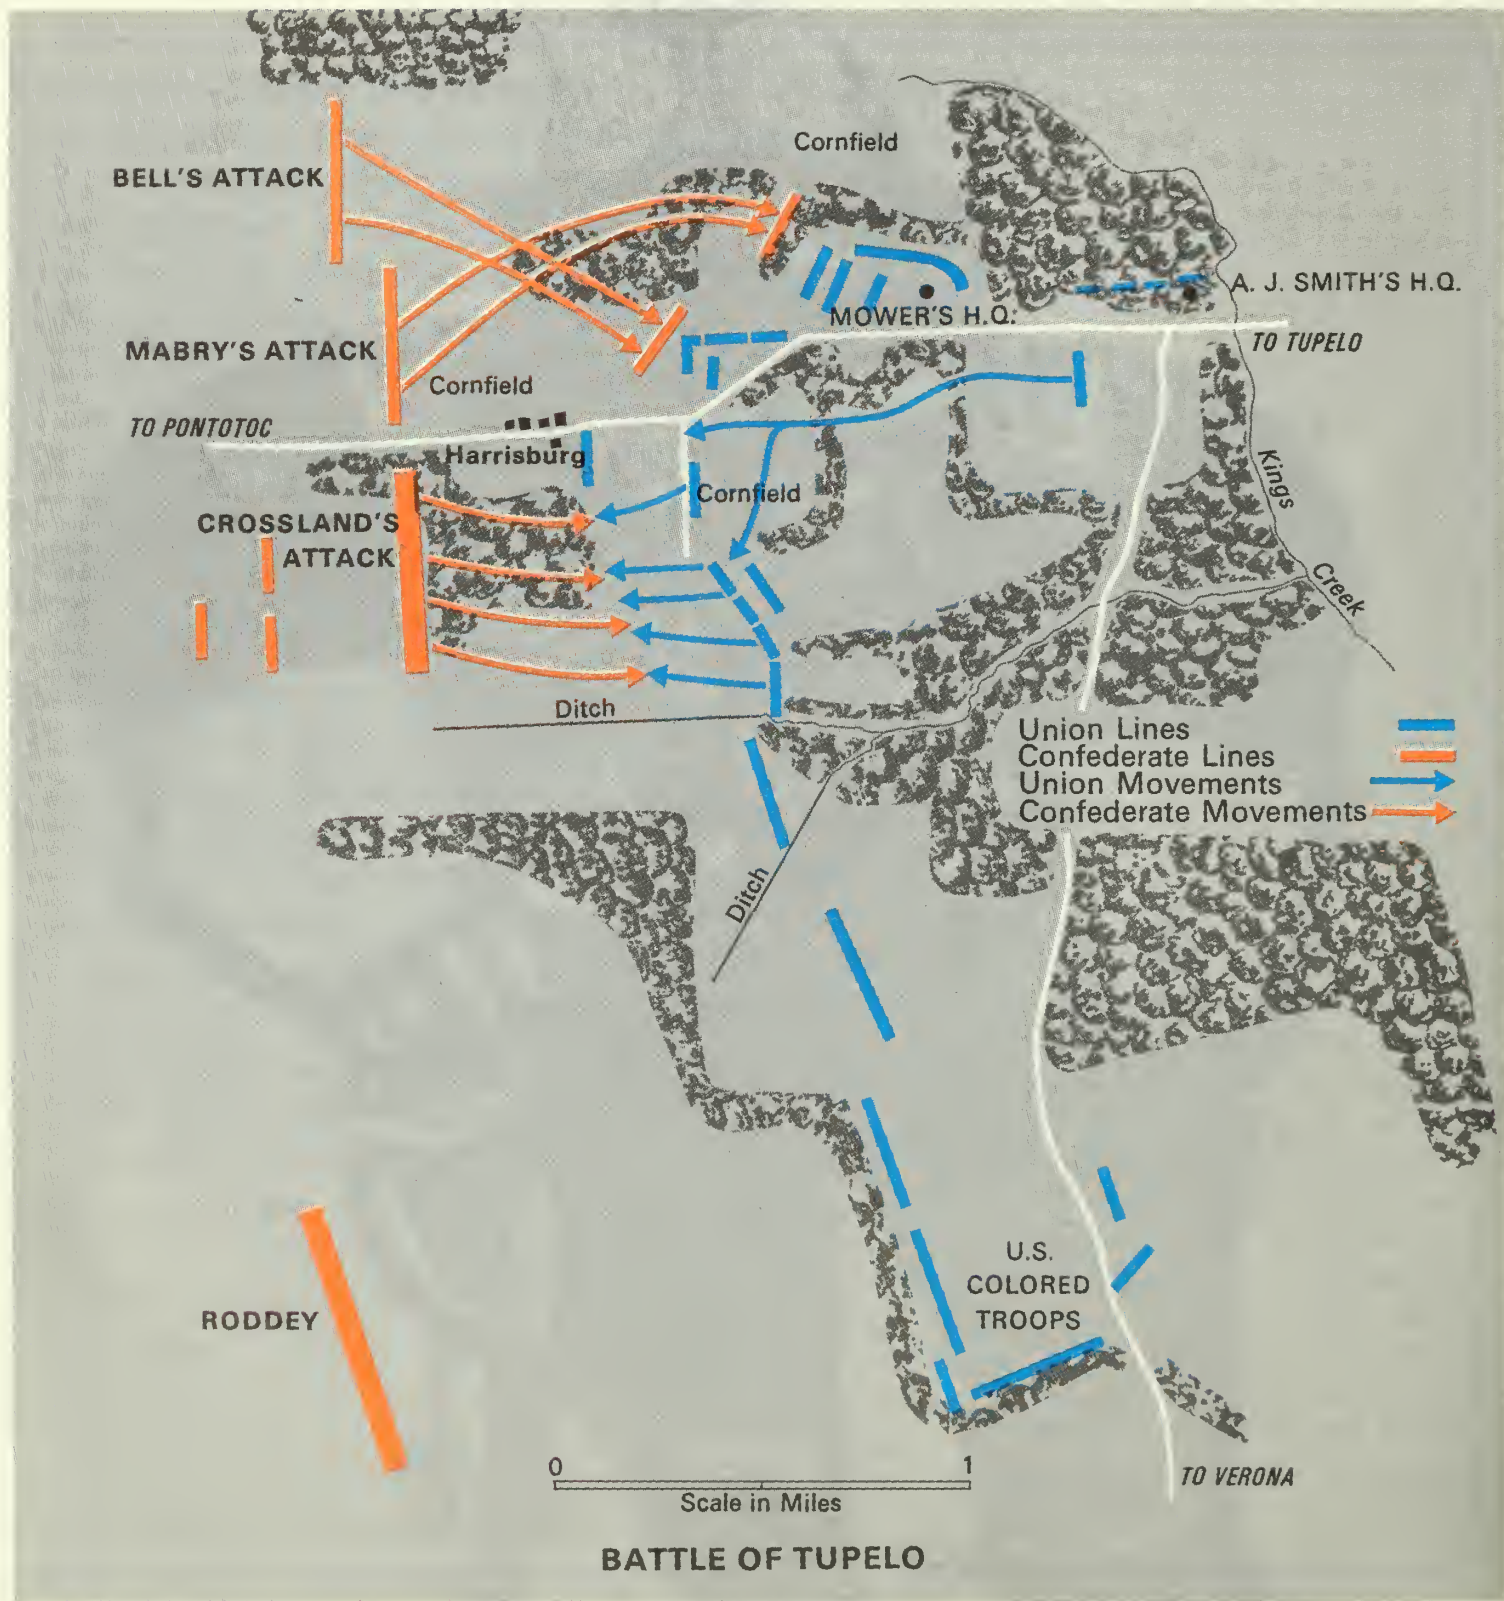 Cornfield
BELL'S ATTACK
A. J. SMITH'S H.Q.
MOWER'S H.Q.
TO TUPELO
MABRY'S ATTACK
Cornfield
TO PONTOTOC
Harrisburg
Kings
Creek
Cornfield
CROSSLAND'S
ATTACK
Ditch
Union Lines
Confederate Lines
Union Movements
Confederate Movements
Ditch
U.S.
COLORED
TROOPS
RODDEY
0 1
Scale in Miles
TO VERONA
BATTLE OF TUPELO